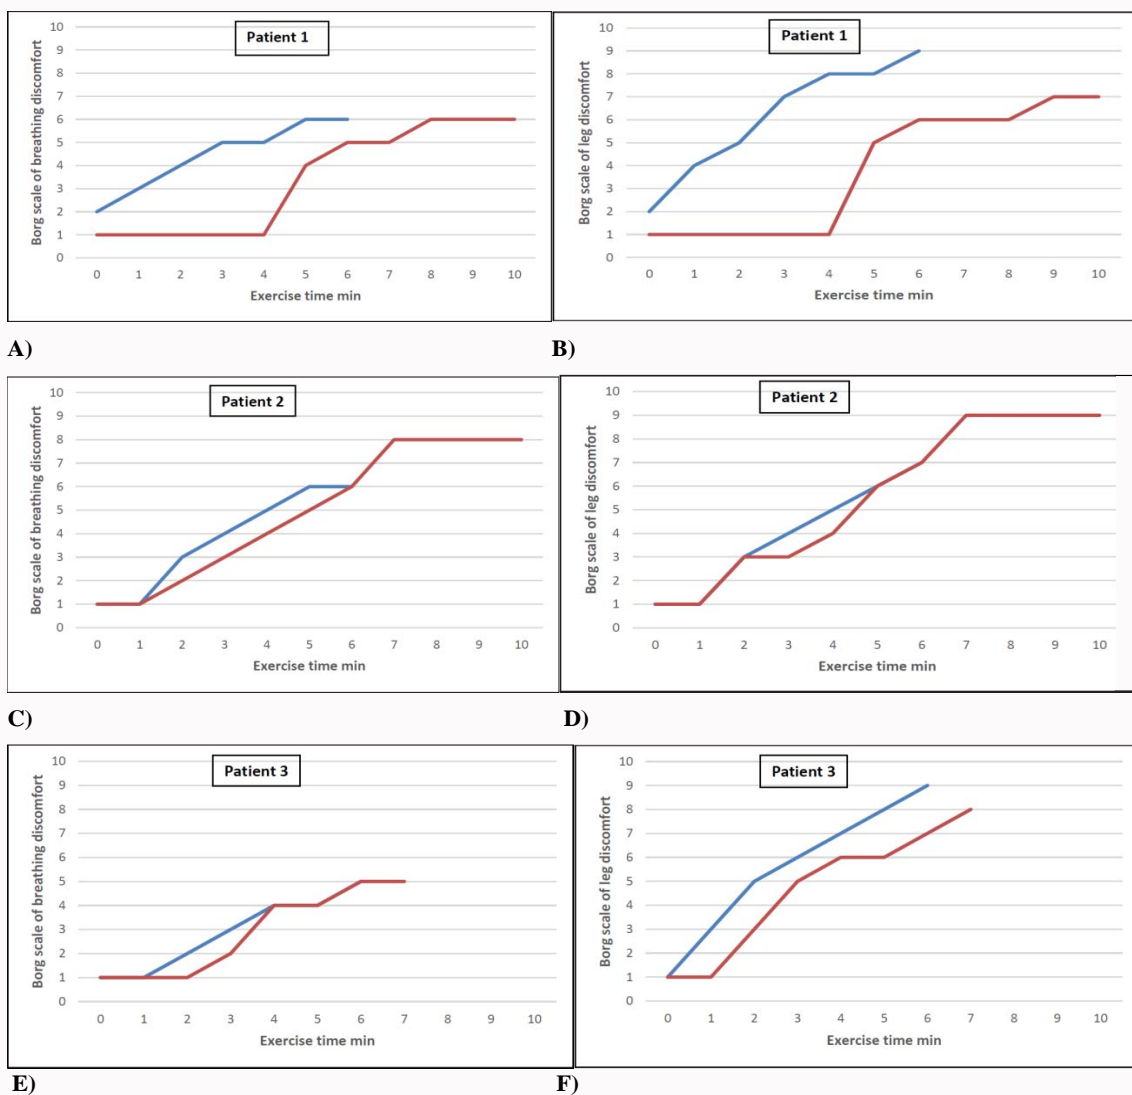 Patient 1
Borg scale of breathing discomfort
10
9
8
7
6
5
4
3
2
1
0
0 1 2 3 4 5 6 7 8 9 10
Exercise time min
A)
Patient 1
Borg scale of leg discomfort
10
9
8
7
6
5
4
3
2
1
0
0 1 2 3 4 5 6 7 8 9 10
Exercise time min
B)
Patient 2
Borg scale of breathing discomfort
10
9
8
7
6
5
4
3
2
1
0
0 1 2 3 4 5 6 7 8 9 10
Exercise time min
C)
Patient 2
Borg scale of leg discomfort
10
9
8
7
6
5
4
3
2
1
0
0 1 2 3 4 5 6 7 8 9 10
Exercise time min
D)
Patient 3
Borg scale of breathing discomfort
10
9
8
7
6
5
4
3
2
1
0
0 1 2 3 4 5 6 7 8 9 10
Exercise time min
E)
Patient 3
Borg scale of leg discomfort
10
9
8
7
6
5
4
3
2
1
0
0 1 2 3 4 5 6 7 8 9 10
Exercise time min
F)